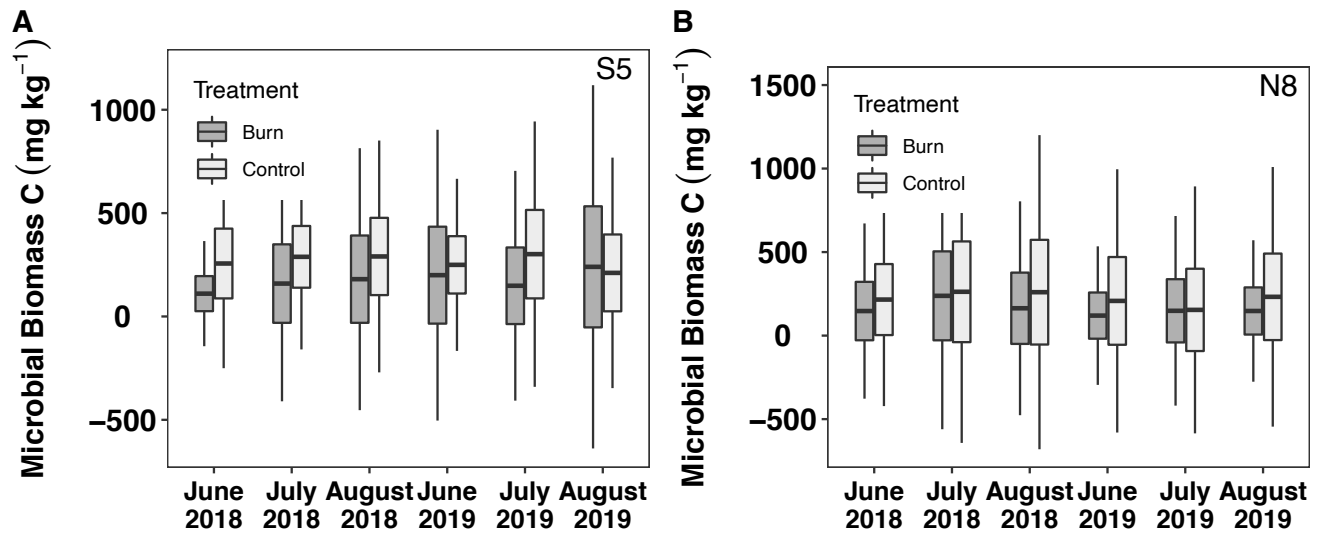 A
Microbial Biomass C (mg kg⁻¹)
S5
Treatment
Burn
Control
1000
500
0
−500
June 2018
July 2018
August 2018
June 2019
July 2019
August 2019
B
Microbial Biomass C (mg kg⁻¹)
N8
Treatment
Burn
Control
1500
1000
500
0
−500
June 2018
July 2018
August 2018
June 2019
July 2019
August 2019